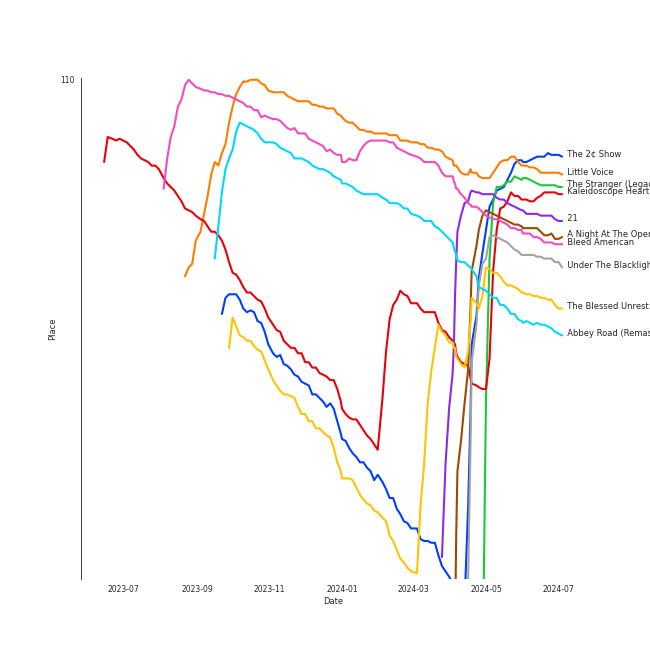 110
The 2¢ Show
Little Voice
The Stranger (Legac
Kaleidoscope Heart
21
A Night At The Oper
Bleed American
Under The Blackligh
The Blessed Unrest
Abbey Road (Remas
Place
2023-07 2023-09 2023-11 2024-01 2024-03 2024-05 2024-07
Date